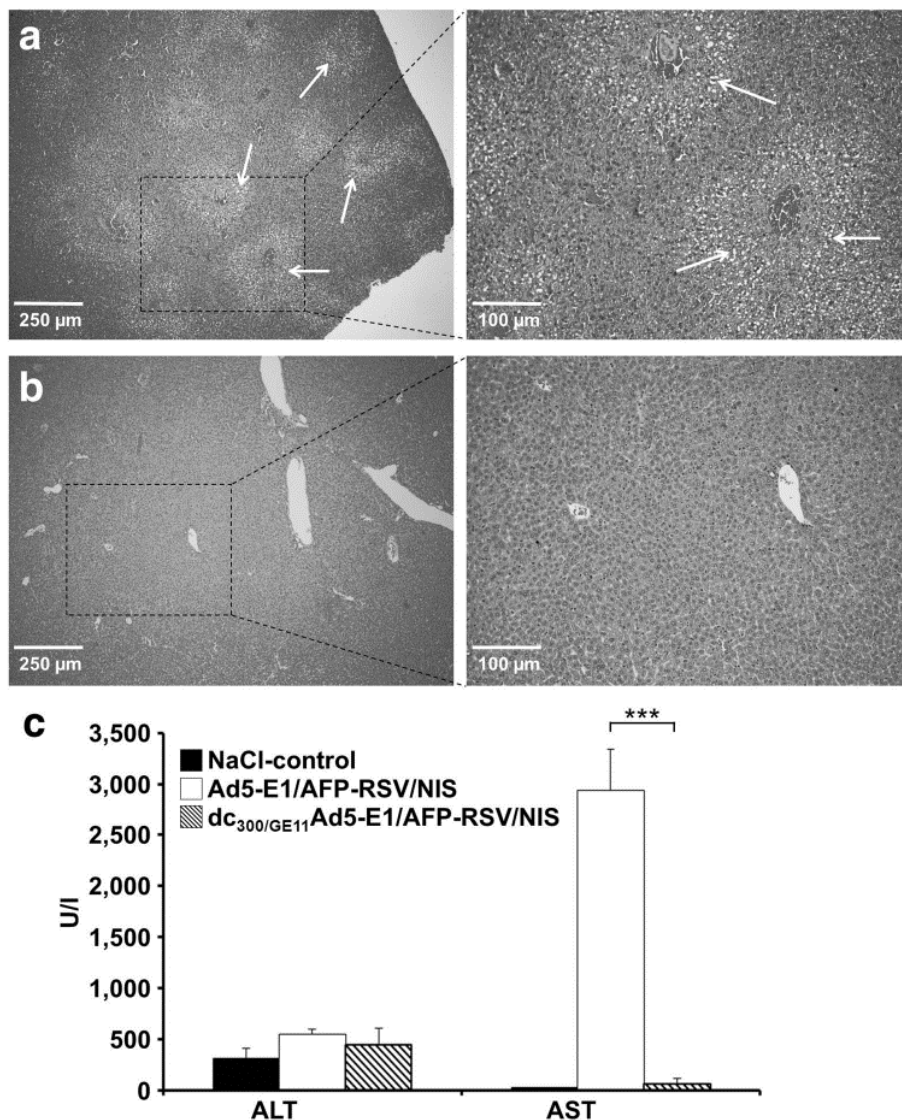 a
250 µm
100 µm
b
250 µm
100 µm
c
3,500
3,000
2,500
2,000
1,500
1,000
500
0
U/l
NaCl-control
Ad5-E1/AFP-RSV/NIS
dc300/GE11Ad5-E1/AFP-RSV/NIS
***
ALT
AST